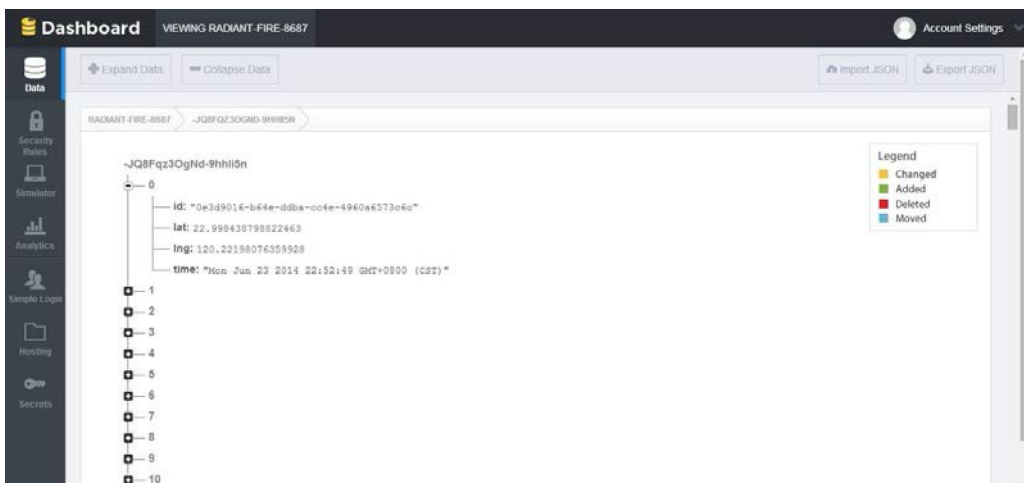 Dashboard VIEWING RADIANT-FIRE-8687 Account Settings
Data
Security
Rules
Simulator
Analytics
Simple Login
Hosting
Secrets
Expand Data Collapse Data Import JSON Export JSON
RADIANT-FIRE-8687 -JQ8FQZ3OGND-9HHLI5N
-JQ8Fqz3OgNd-9hhli5n
0
id: "0e3d9016-b64e-ddba-cc4e-4960a6573c6c"
lat: 22.998438798822463
lng: 120.22198076359928
time: "Mon Jun 23 2014 22:52:49 GMT+0800 (CST)"
1
2
3
4
5
6
7
8
9
10
Legend
Changed
Added
Deleted
Moved